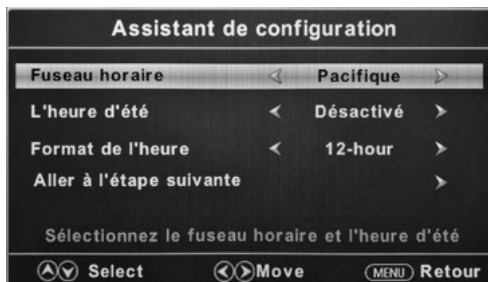 Assistant de configuration
Fuseau horaire Pacifique
L'heure d'été Désactivé
Format de l'heure 12-hour
Aller à l'étape suivante
Sélectionnez le fuseau horaire et l'heure d'été
Select Move MENU Retour